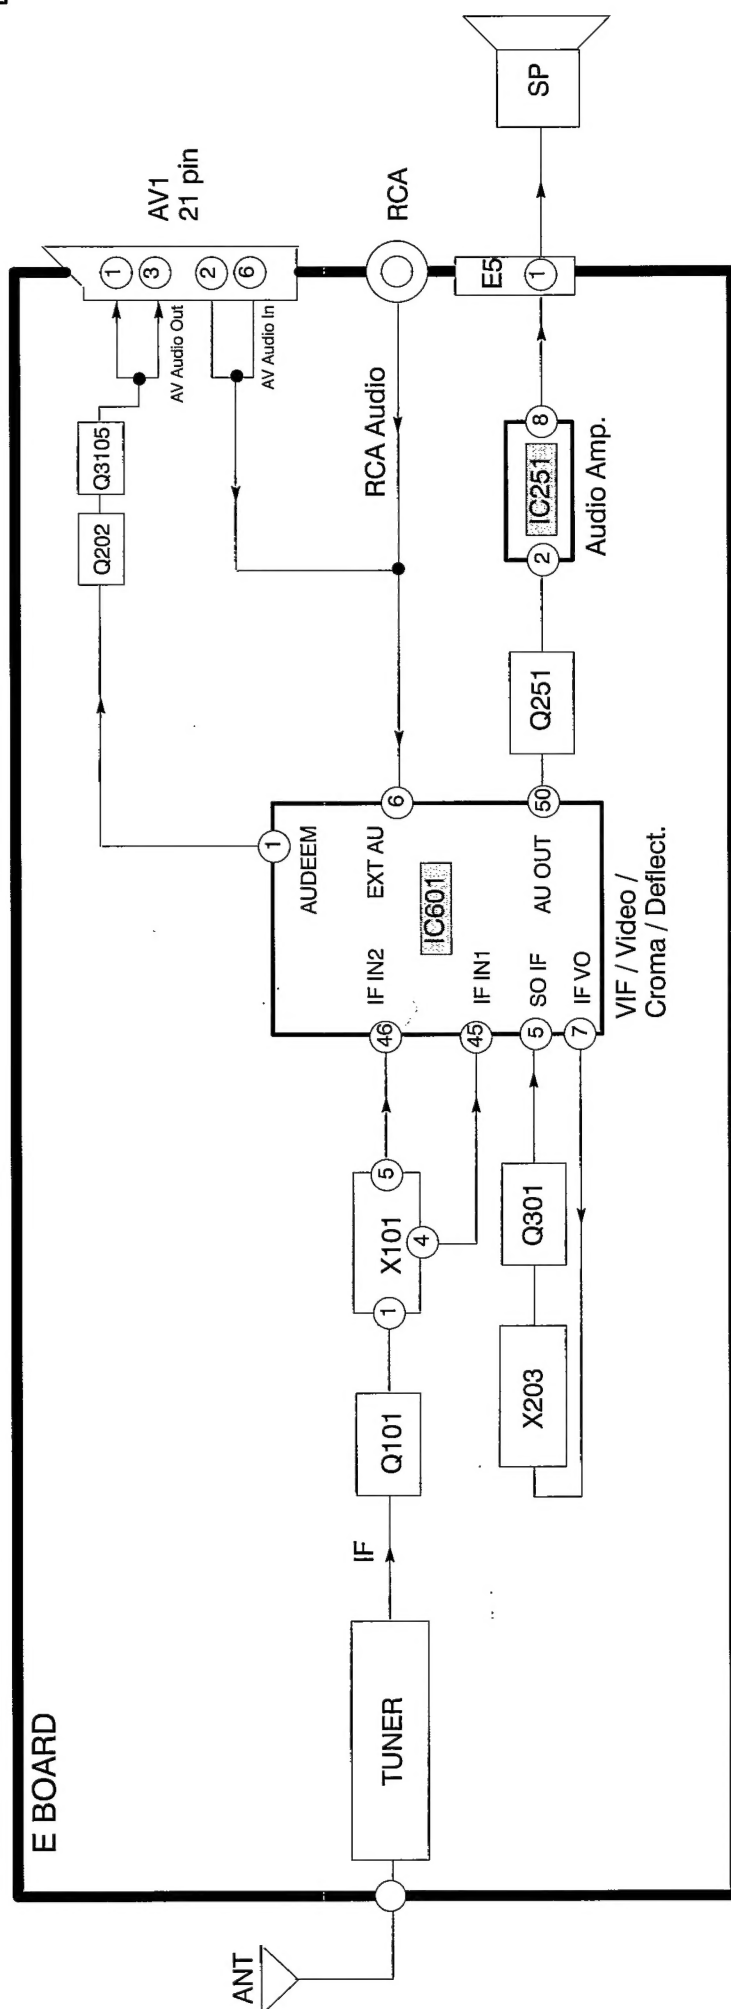 E BOARD
ANT
TUNER
IF
Q101
1
X101
5
4
X203
Q301
46
45
5
7
IF IN2
IF IN1
SO IF
IF VO
IC601
1
AUDEEM
EXT AU
6
AU OUT
50
VIF / Video /
Croma / Deflect.
Q202
Q3105
AV Audio Out
AV Audio In
1
3
2
6
AV1
21 pin
RCA Audio
RCA
Q251
2
IC251
8
Audio Amp.
E5
1
SP